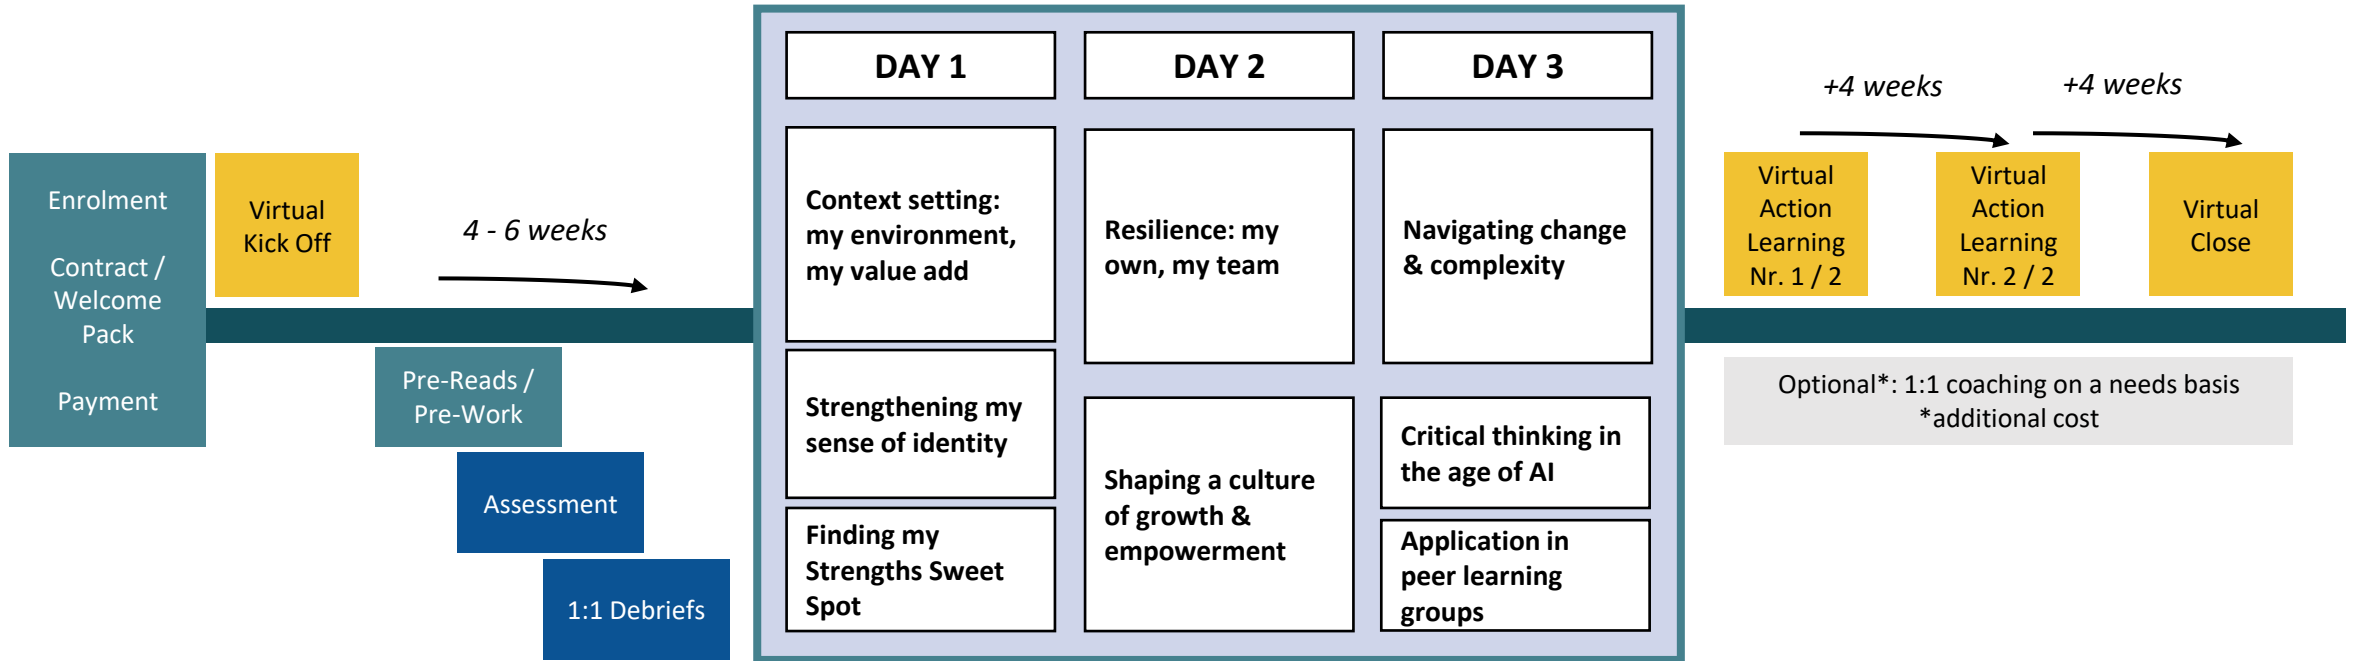 Enrolment
Contract /
Welcome
Pack
Payment
Virtual
Kick Off
4 - 6 weeks
Pre-Reads /
Pre-Work
Assessment
1:1 Debriefs
DAY 1
Context setting:
my environment,
my value add
Strengthening my
sense of identity
Finding my
Strengths Sweet
Spot
DAY 2
Resilience: my
own, my team
Shaping a culture
of growth &
empowerment
DAY 3
Navigating change
& complexity
Critical thinking in
the age of AI
Application in
peer learning
groups
+4 weeks
+4 weeks
Virtual
Action
Learning
Nr. 1 / 2
Virtual
Action
Learning
Nr. 2 / 2
Virtual
Close
Optional*: 1:1 coaching on a needs basis
*additional cost